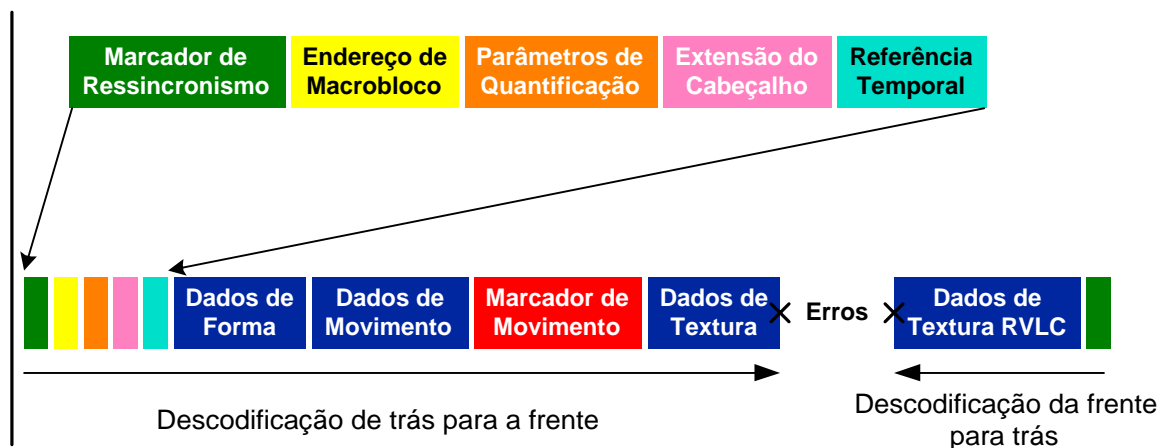 Marcador de
Ressincronismo
Endereço de
Macrobloco
Parâmetros de
Quantificação
Extensão do
Cabeçalho
Referência
Temporal
Dados de
Forma
Dados de
Movimento
Marcador de
Movimento
Dados de
Textura
Erros
Dados de
Textura RVLC
Descodificação de trás para a frente
Descodificação da frente
para trás